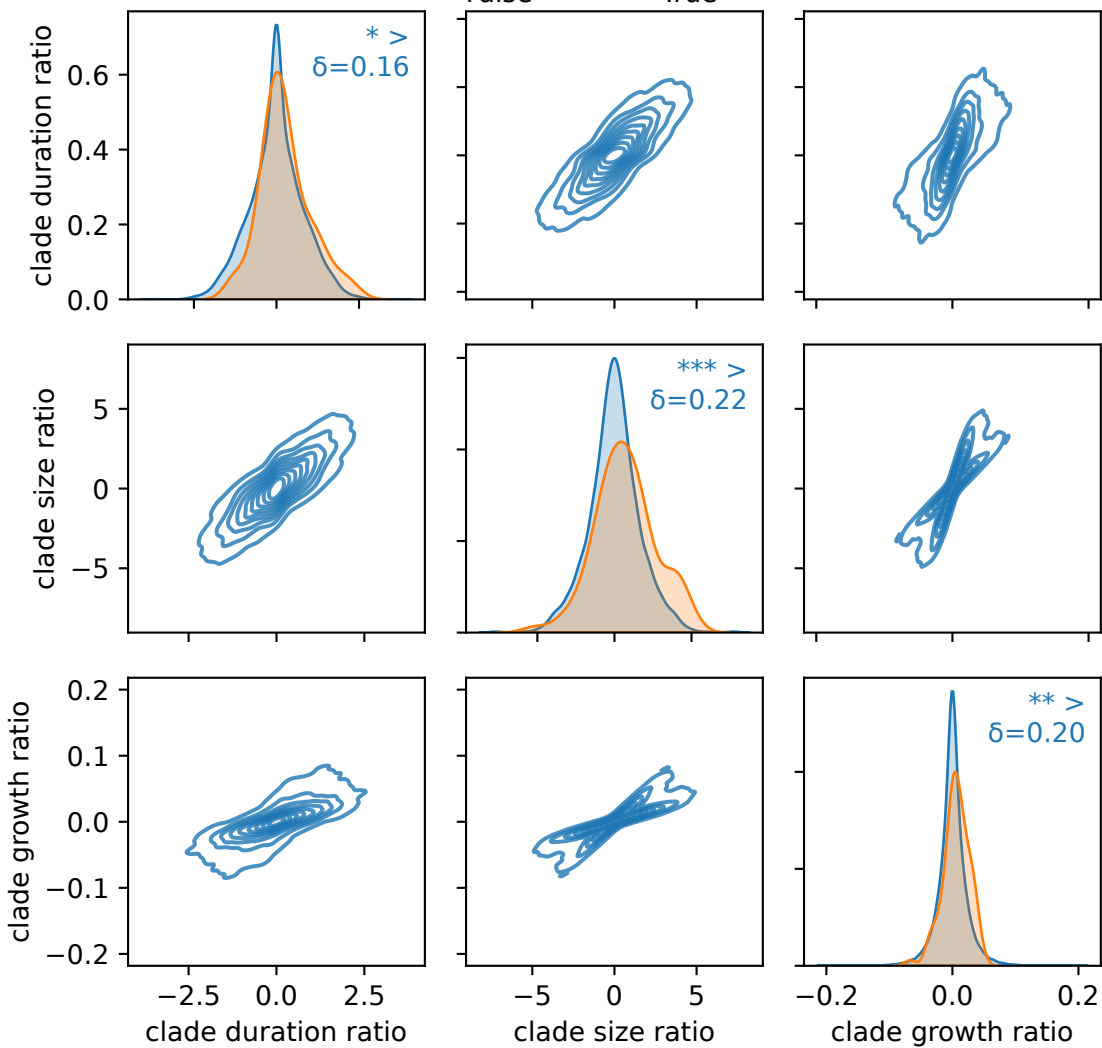 True
clade duration ratio
0.6
0.4
0.2
0.0
* >
δ=0.16
clade size ratio
5
0
−5
*** >
δ=0.22
clade growth ratio
0.2
0.1
0.0
−0.1
−0.2
** >
δ=0.20
−2.5 0.0 2.5
−5 0 5
−0.2 0.0 0.2
clade duration ratio
clade size ratio
clade growth ratio